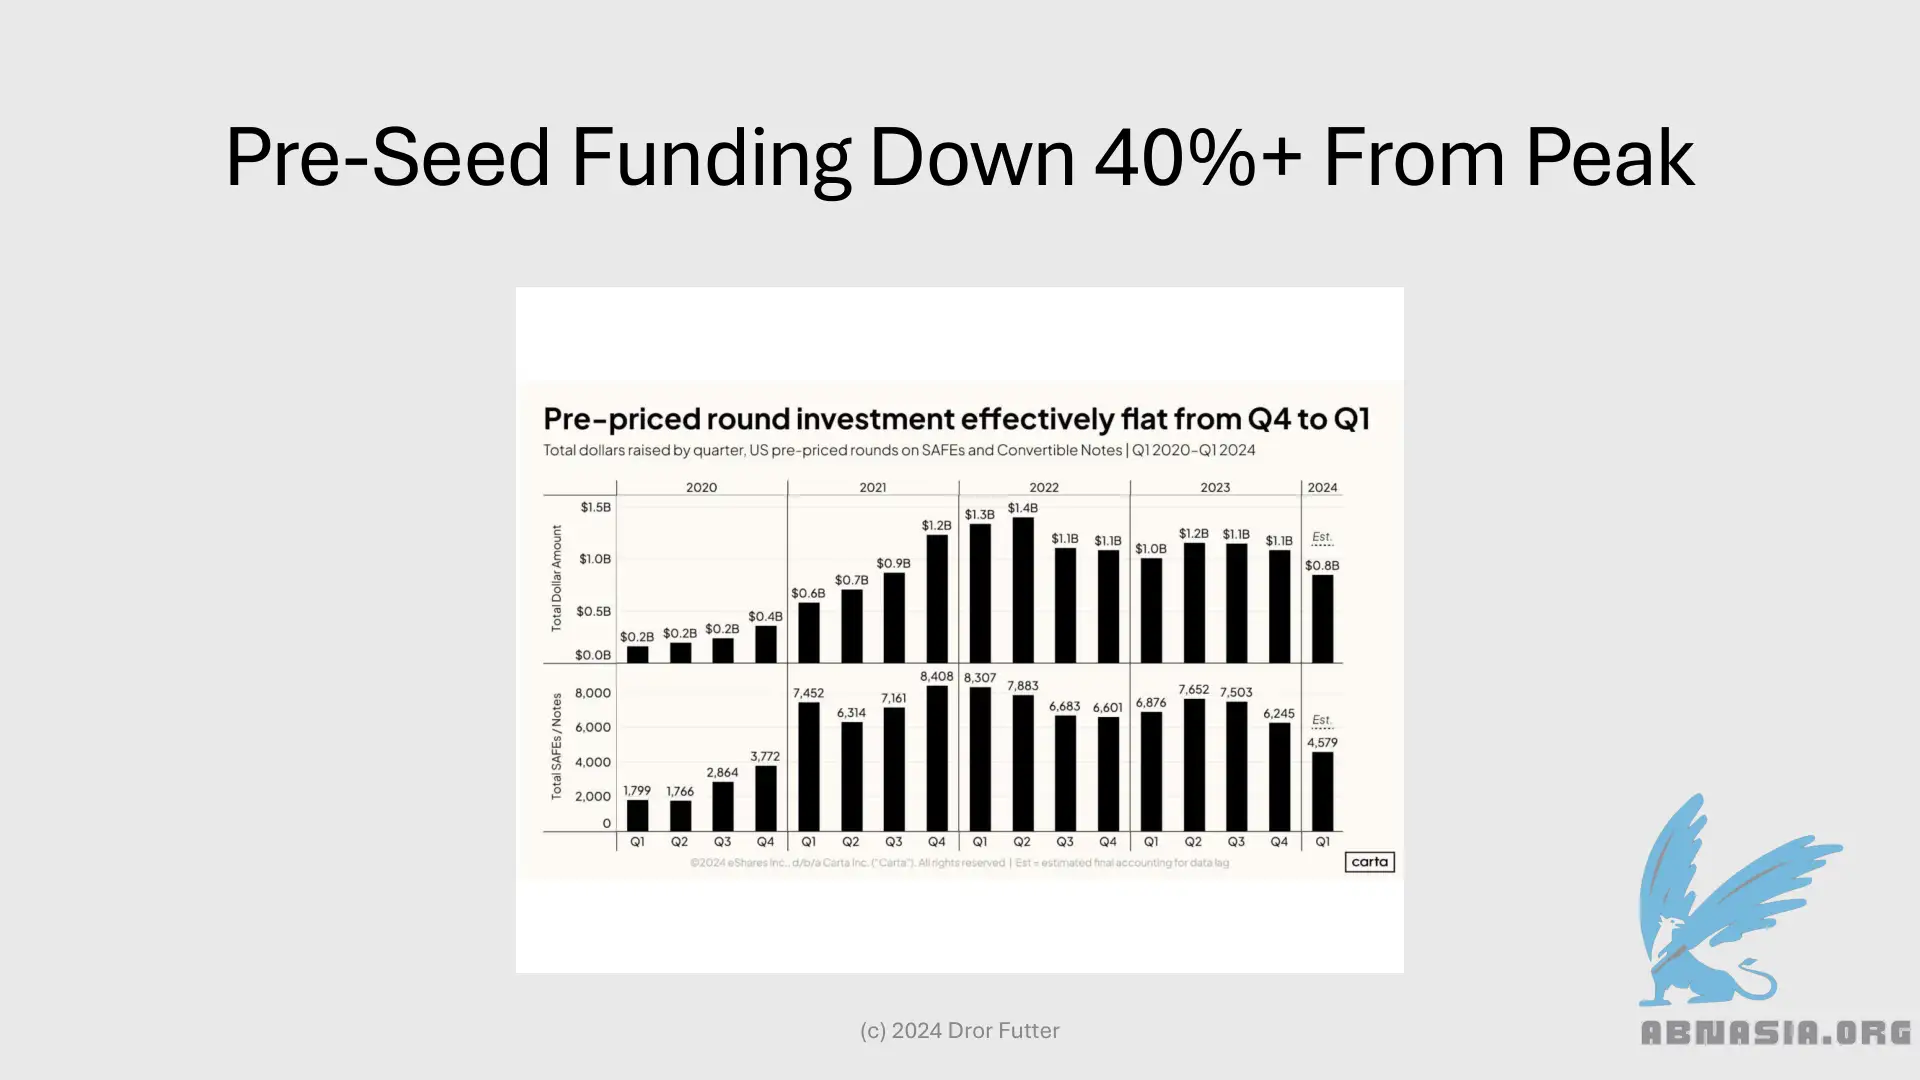 Pre-Seed Funding Down 40%+ From Peak
Pre-priced round investment effectively flat from Q4 to Q1
Total dollars raised by quarter, US pre-priced rounds on SAFEs and Convertible Notes | Q1 2020–Q1 2024
2020 2021 2022 2023 2024
Total Dollar Amount
$1.5B
$1.0B
$0.5B
$0.0B
$0.2B $0.2B $0.2B $0.4B $0.6B $0.7B $0.9B $1.2B $1.3B $1.4B $1.1B $1.1B $1.0B $1.2B $1.1B $1.1B Est. $0.8B
Total SAFEs / Notes
8,000
6,000
4,000
2,000
0
1,799 1,766 2,864 3,772 7,452 6,314 7,161 8,408 8,307 7,883 6,683 6,601 6,876 7,652 7,503 6,245 Est. 4,579
Q1 Q2 Q3 Q4 Q1 Q2 Q3 Q4 Q1 Q2 Q3 Q4 Q1 Q2 Q3 Q4 Q1
©2024 eShares Inc., d/b/a Carta Inc. ("Carta"). All rights reserved | Est = estimated final accounting for data lag
carta
(c) 2024 Dror Futter
ABNASIA.ORG